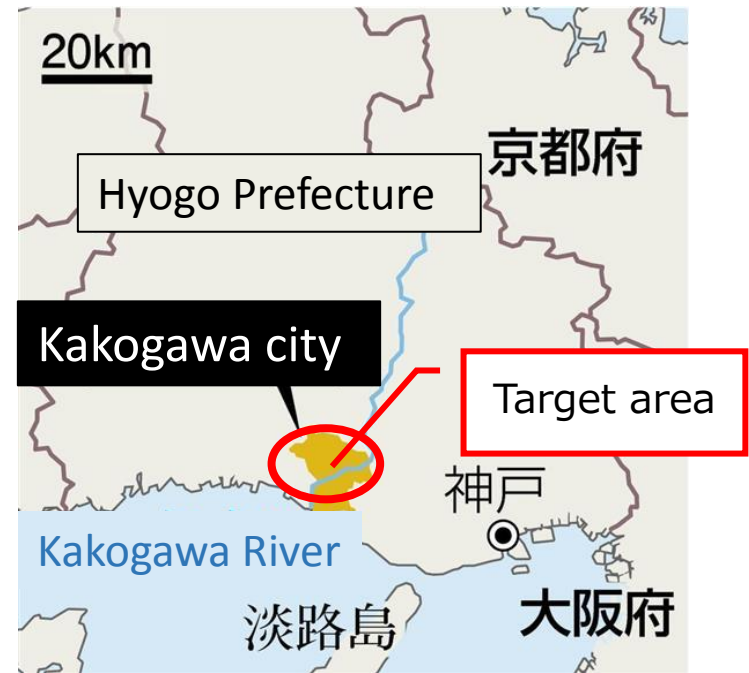 20km
京都府
Hyogo Prefecture
Kakogawa city
Target area
神戸
Kakogawa River
淡路島
大阪府